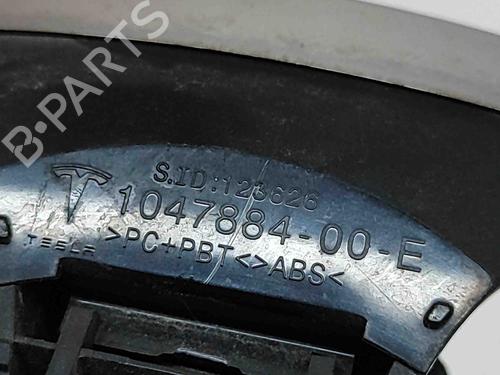 B-PARTS
S.ID:123626
1047884-00-E
TESLA
>PC+PBT<>ABS<